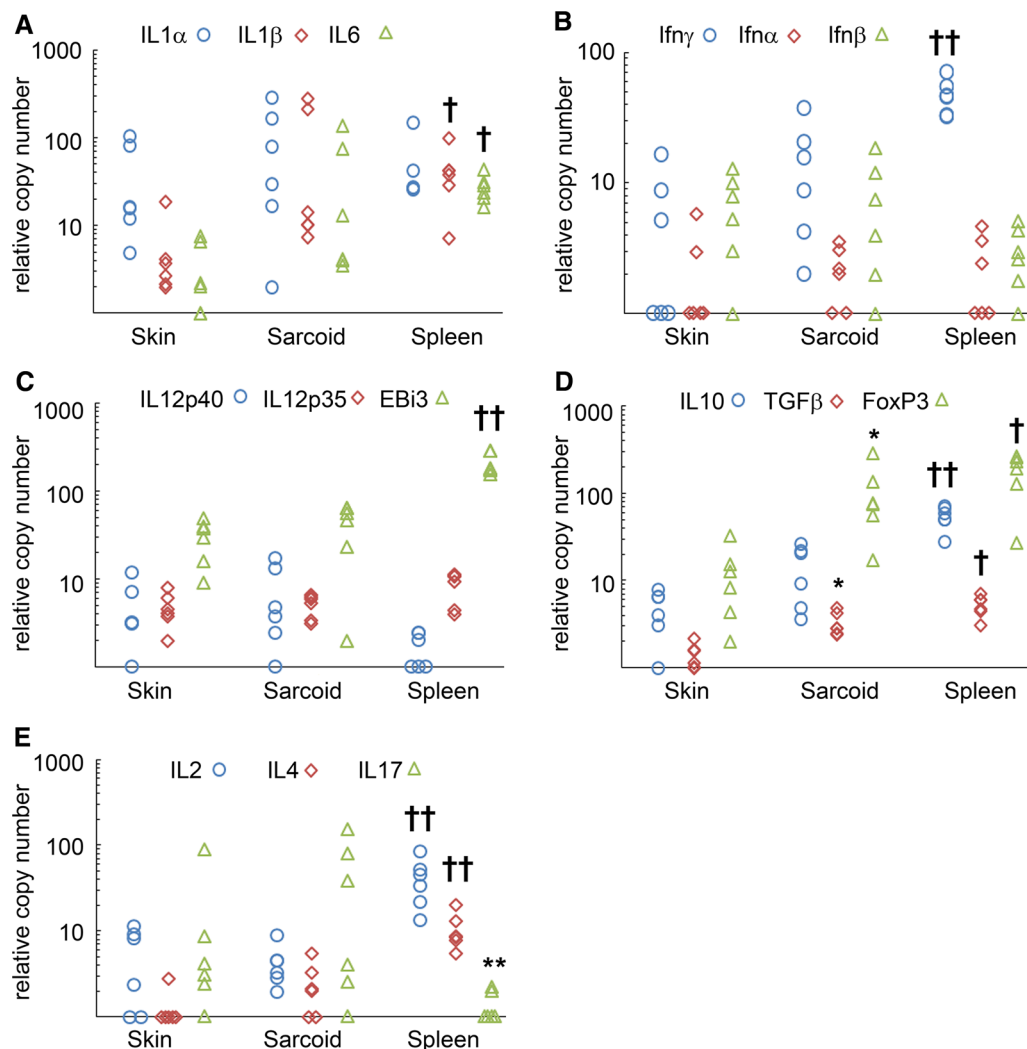 A
IL1α IL1β IL6
1000
100
10
relative copy number
† †
Skin Sarcoid Spleen
B
Ifnγ Ifnα Ifnβ
100
10
relative copy number
††
Skin Sarcoid Spleen
C
IL12p40 IL12p35 EBi3
1000
100
10
relative copy number
††
Skin Sarcoid Spleen
D
IL10 TGFβ FoxP3
1000
100
10
relative copy number
* * †† † †
Skin Sarcoid Spleen
E
IL2 IL4 IL17
1000
100
10
relative copy number
†† †† **
Skin Sarcoid Spleen